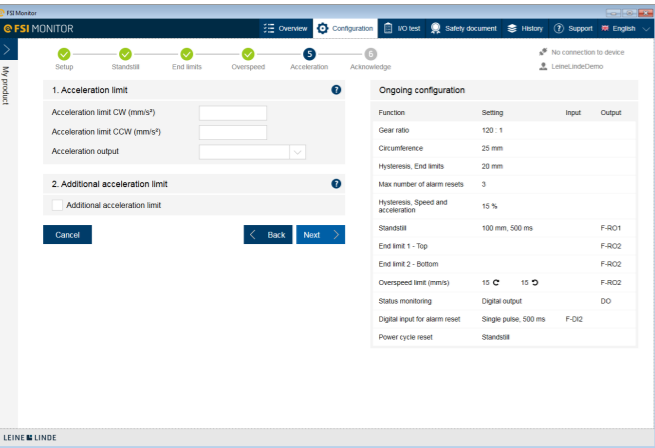 FSI Monitor
FSI MONITOR
Overview
Configuration
I/O test
Safety document
History
Support
English
My product
Setup
Standstill
End limits
Overspeed
5
Acceleration
6
Acknowledge
No connection to device
LeineLindeDemo
1. Acceleration limit
?
Acceleration limit CW (mm/s²)
Acceleration limit CCW (mm/s²)
Acceleration output
2. Additional acceleration limit
?
Additional acceleration limit
Cancel
Back
Next
Ongoing configuration
Function Setting Input Output
Gear ratio 120 : 1
Circumference 25 mm
Hysteresis, End limits 20 mm
Max number of alarm resets 3
Hysteresis, Speed and
acceleration 15 %
Standstill 100 mm, 500 ms F-RO1
End limit 1 - Top F-RO2
End limit 2 - Bottom F-RO2
Overspeed limit (mm/s) 15 15 F-RO2
Status monitoring Digital output DO
Digital input for alarm reset Single pulse, 500 ms F-DI2
Power cycle reset Standstill
LEINE LINDE